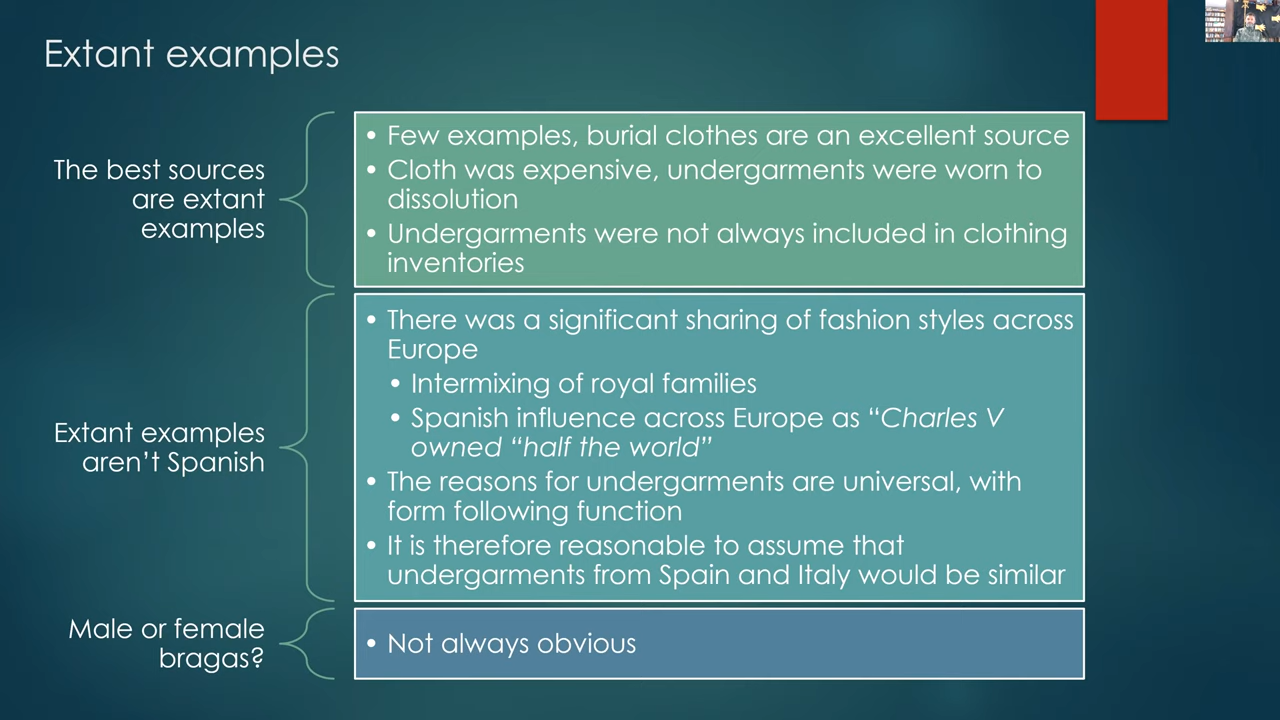 Extant examples
The best sources
are extant
examples
• Few examples, burial clothes are an excellent source
• Cloth was expensive, undergarments were worn to
dissolution
• Undergarments were not always included in clothing
inventories
Extant examples
aren’t Spanish
• There was a significant sharing of fashion styles across
Europe
• Intermixing of royal families
• Spanish influence across Europe as “Charles V
owned “half the world”
• The reasons for undergarments are universal, with
form following function
• It is therefore reasonable to assume that
undergarments from Spain and Italy would be similar
Male or female
bragas?
• Not always obvious